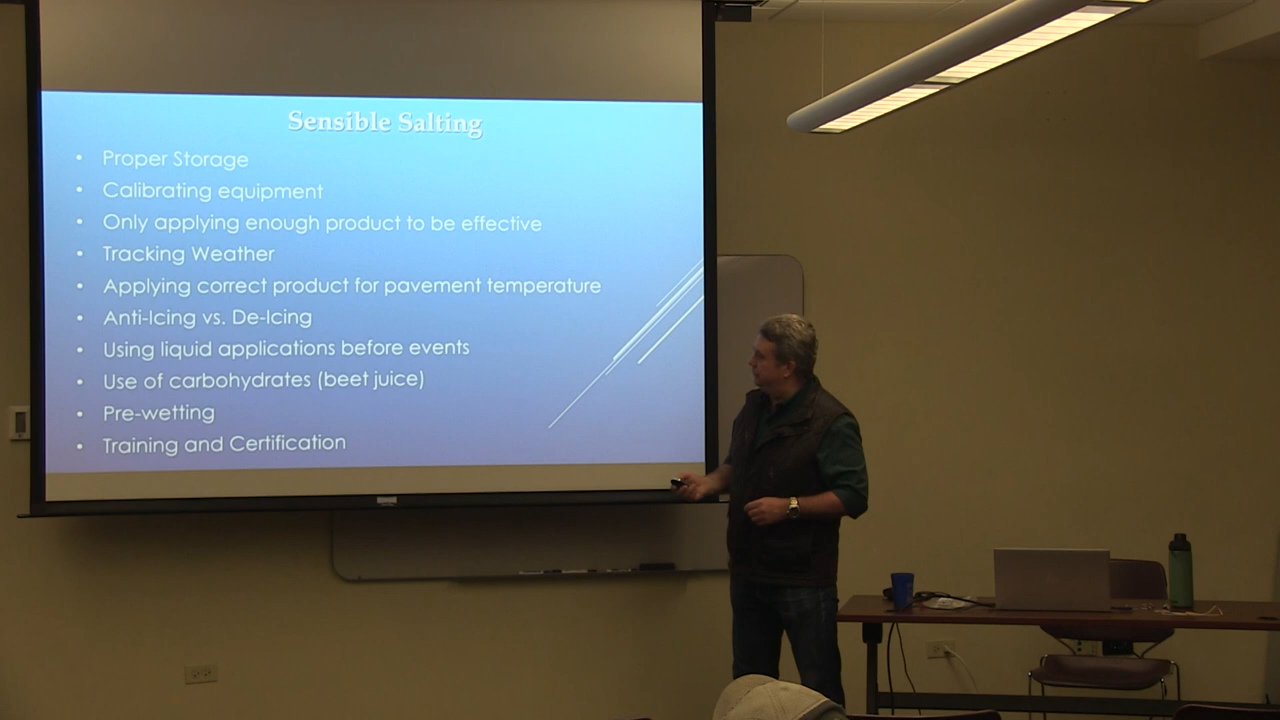 Sensible Salting
• Proper Storage
• Calibrating equipment
• Only applying enough product to be effective
• Tracking Weather
• Applying correct product for pavement temperature
• Anti-Icing vs. De-Icing
• Using liquid applications before events
• Use of carbohydrates (beet juice)
• Pre-wetting
• Training and Certification